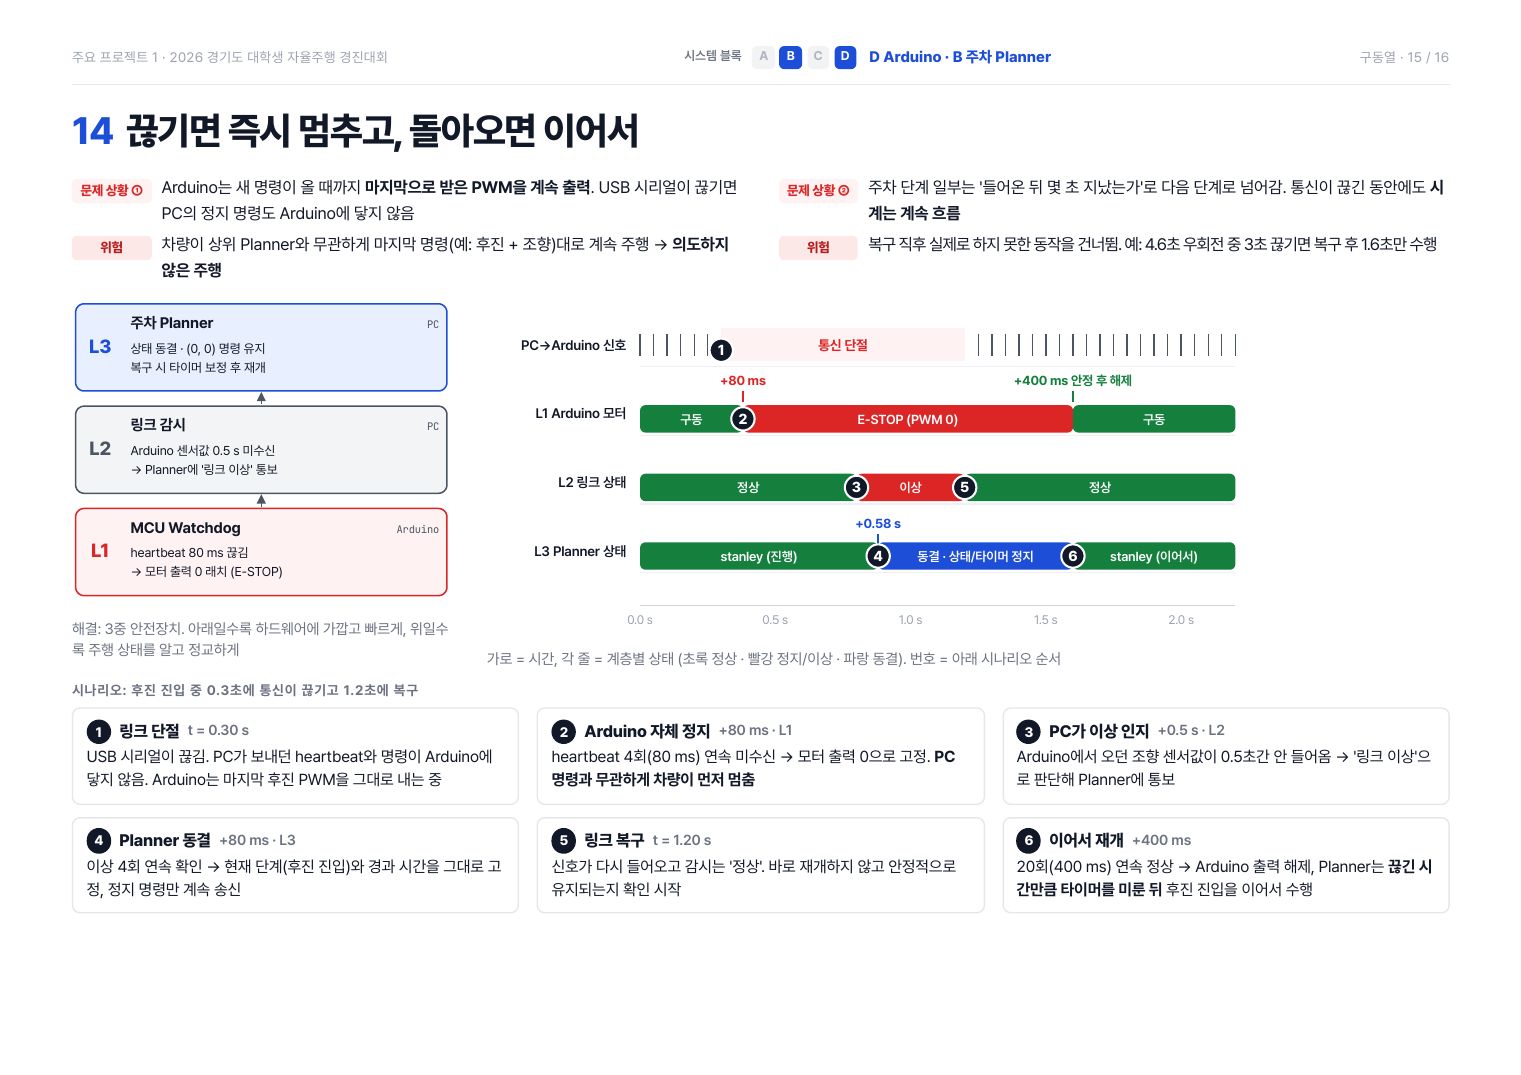 주요 프로젝트 1 · 2026 경기도 대학생 자율주행 경진대회
시스템 블록 A B C D D Arduino · B 주차 Planner
구동열 · 15 / 16
14 끊기면 즉시 멈추고, 돌아오면 이어서
문제 상황 ①
Arduino는 새 명령이 올 때까지 마지막으로 받은 PWM을 계속 출력. USB 시리얼이 끊기면
PC의 정지 명령도 Arduino에 닿지 않음
위험
차량이 상위 Planner와 무관하게 마지막 명령(예: 후진 + 조향)대로 계속 주행 → 의도하지
않은 주행
문제 상황 ②
주차 단계 일부는 '들어온 뒤 몇 초 지났는가'로 다음 단계로 넘어감. 통신이 끊긴 동안에도 시
계는 계속 흐름
위험
복구 직후 실제로 하지 못한 동작을 건너뜀. 예: 4.6초 우회전 중 3초 끊기면 복구 후 1.6초만 수행
L3
주차 Planner
PC
상태 동결 · (0, 0) 명령 유지
복구 시 타이머 보정 후 재개
L2
링크 감시
PC
Arduino 센서값 0.5 s 미수신
→ Planner에 '링크 이상' 통보
L1
MCU Watchdog
Arduino
heartbeat 80 ms 끊김
→ 모터 출력 0 래치 (E-STOP)
해결: 3중 안전장치. 아래일수록 하드웨어에 가깝고 빠르게, 위일수
록 주행 상태를 알고 정교하게
PC→Arduino 신호
1
통신 단절
+80 ms
+400 ms 안정 후 해제
L1 Arduino 모터
구동
2
E-STOP (PWM 0)
구동
L2 링크 상태
정상
3
이상
5
정상
+0.58 s
L3 Planner 상태
stanley (진행)
4
동결 · 상태/타이머 정지
6
stanley (이어서)
0.0 s
0.5 s
1.0 s
1.5 s
2.0 s
가로 = 시간, 각 줄 = 계층별 상태 (초록 정상 · 빨강 정지/이상 · 파랑 동결). 번호 = 아래 시나리오 순서
시나리오: 후진 진입 중 0.3초에 통신이 끊기고 1.2초에 복구
1 링크 단절 t = 0.30 s
USB 시리얼이 끊김. PC가 보내던 heartbeat와 명령이 Arduino에
닿지 않음. Arduino는 마지막 후진 PWM을 그대로 내는 중
2 Arduino 자체 정지 +80 ms · L1
heartbeat 4회(80 ms) 연속 미수신 → 모터 출력 0으로 고정. PC
명령과 무관하게 차량이 먼저 멈춤
3 PC가 이상 인지 +0.5 s · L2
Arduino에서 오던 조향 센서값이 0.5초간 안 들어옴 → '링크 이상'으
로 판단해 Planner에 통보
4 Planner 동결 +80 ms · L3
이상 4회 연속 확인 → 현재 단계(후진 진입)와 경과 시간을 그대로 고
정, 정지 명령만 계속 송신
5 링크 복구 t = 1.20 s
신호가 다시 들어오고 감시는 '정상'. 바로 재개하지 않고 안정적으로
유지되는지 확인 시작
6 이어서 재개 +400 ms
20회(400 ms) 연속 정상 → Arduino 출력 해제, Planner는 끊긴 시
간만큼 타이머를 미룬 뒤 후진 진입을 이어서 수행